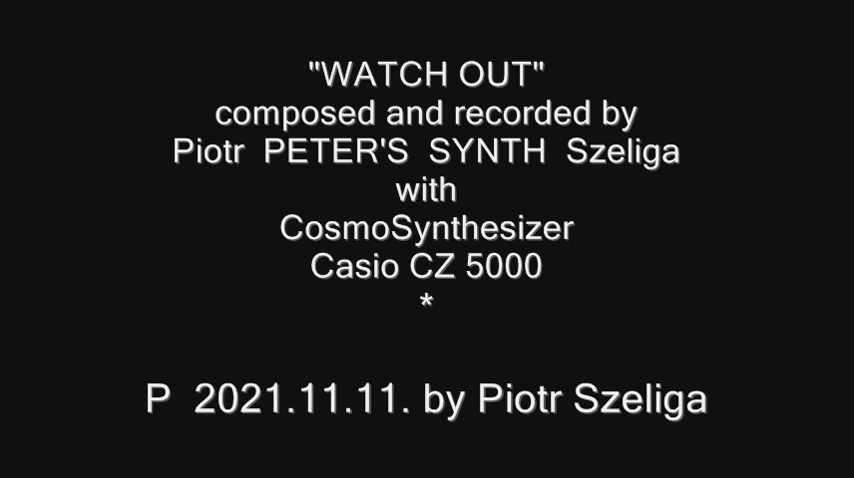 "WATCH OUT"
composed and recorded by
Piotr  PETER'S  SYNTH  Szeliga
with
CosmoSynthesizer
Casio CZ 5000
*
P  2021.11.11. by Piotr Szeliga